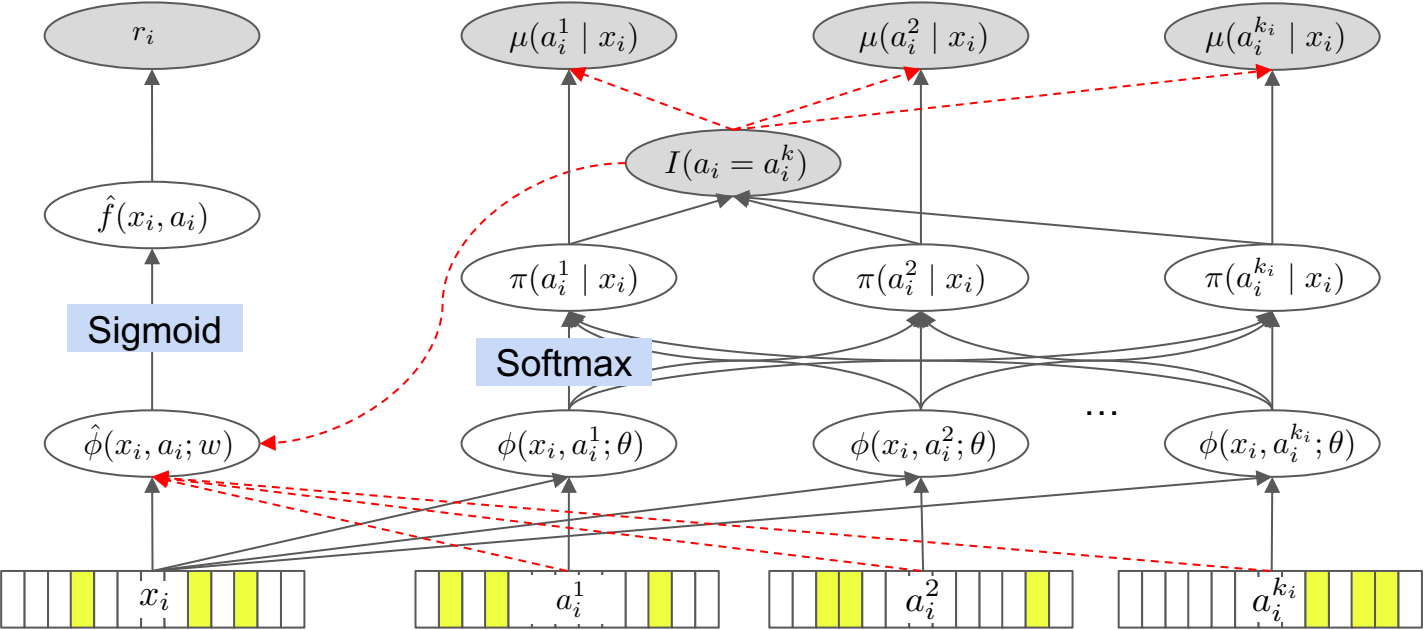 r_i μ(a_i^1 | x_i) μ(a_i^2 | x_i) μ(a_i^{k_i} | x_i)
I(a_i = a_i^k)
f̂(x_i, a_i)
π(a_i^1 | x_i) π(a_i^2 | x_i) π(a_i^{k_i} | x_i)
Sigmoid
Softmax
...
φ̂(x_i, a_i; w) φ(x_i, a_i^1; θ) φ(x_i, a_i^2; θ) φ(x_i, a_i^{k_i}; θ)
x_i a_i^1 a_i^2 a_i^{k_i}